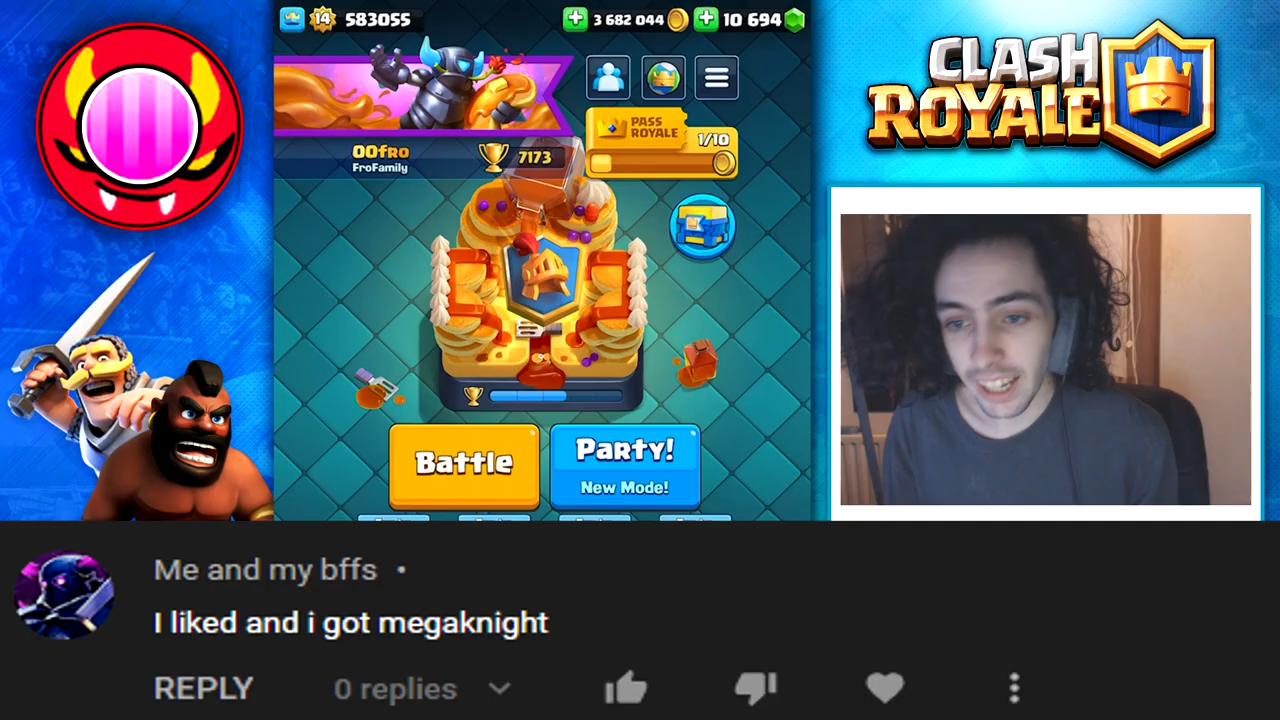 14 583055
3 682 044
10 694
CLASH
ROYALE
PASS
ROYALE
1/10
OOfro
FroFamily
7173
Battle
Party!
New Mode!
Me and my bffs •
I liked and i got megaknight
REPLY
0 replies